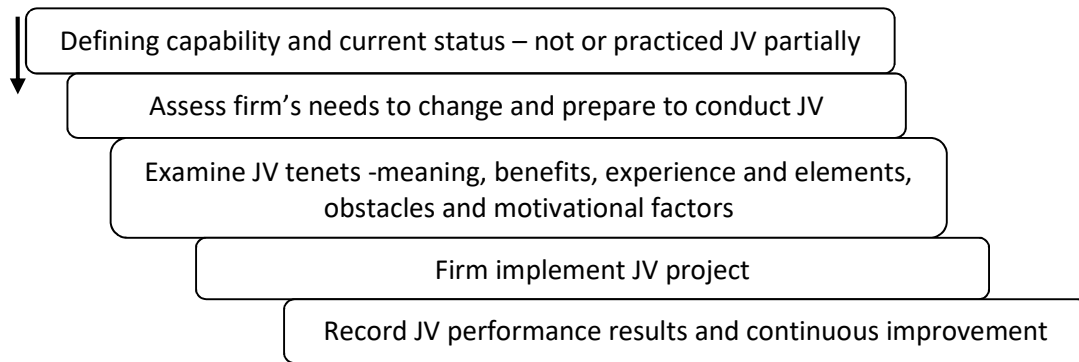 Defining capability and current status – not or practiced JV partially
Assess firm's needs to change and prepare to conduct JV
Examine JV tenets -meaning, benefits, experience and elements,
obstacles and motivational factors
Firm implement JV project
Record JV performance results and continuous improvement